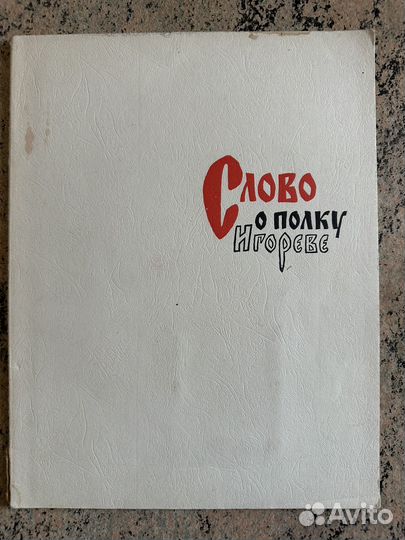 Слово
о полку
Игореве
Avito